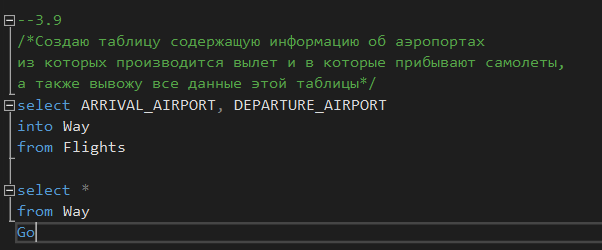 --3.9
/*Создаю таблицу содержащую информацию об аэропортах
из которых производится вылет и в которые прибывают самолеты,
а также вывожу все данные этой таблицы*/
select ARRIVAL_AIRPORT, DEPARTURE_AIRPORT
into Way
from Flights
select *
from Way
Go